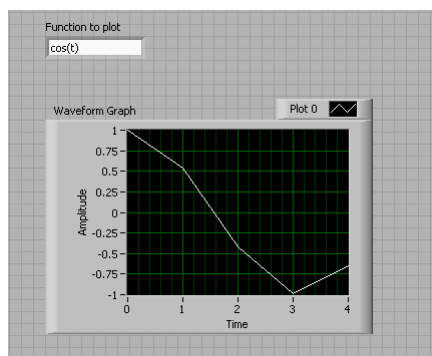 Function to plot
cos(t)
Waveform Graph
Plot 0
Amplitude
1
0.75
0.5
0.25
0
-0.25
-0.5
-0.75
-1
0 1 2 3 4
Time